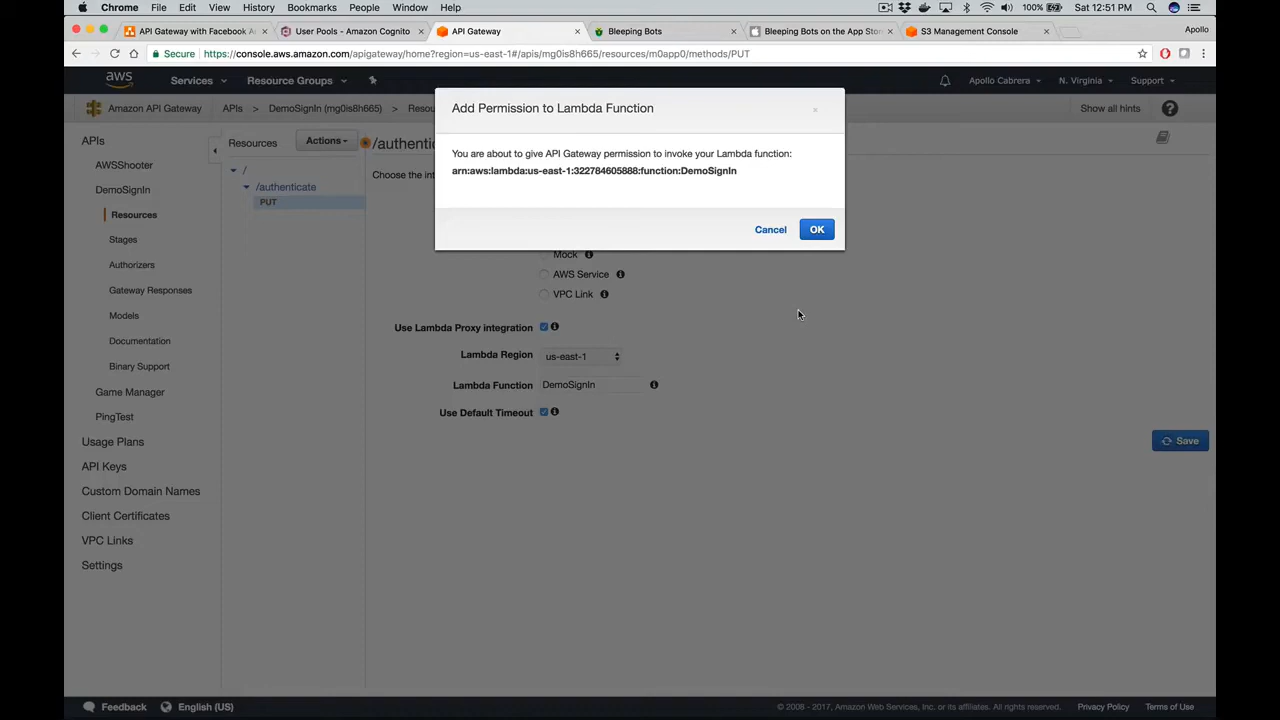 Chrome File Edit View History Bookmarks People Window Help 100% Sat 12:51 PM
API Gateway with Facebook A User Pools - Amazon Cognito API Gateway Bleeping Bots Bleeping Bots on the App Stor S3 Management Console Apollo
Secure https://console.aws.amazon.com/apigateway/home?region=us-east-1#/apis/mg0is8h665/resources/m0app0/methods/PUT
aws Services Resource Groups Apollo Cabrera N. Virginia Support
Amazon API Gateway APIs > DemoSignIn (mg0is8h665) > Resou Show all hints ?
Add Permission to Lambda Function
You are about to give API Gateway permission to invoke your Lambda function:
arn:aws:lambda:us-east-1:322784605888:function:DemoSignIn
Cancel OK
APIs
AWSShooter
DemoSignIn
Resources
Stages
Authorizers
Gateway Responses
Models
Documentation
Binary Support
Game Manager
PingTest
Usage Plans
API Keys
Custom Domain Names
Client Certificates
VPC Links
Settings
Resources Actions
/
/authenticate
PUT
/authenti
Choose the int
Mock
AWS Service
VPC Link
Use Lambda Proxy integration
Lambda Region us-east-1
Lambda Function DemoSignIn
Use Default Timeout
Save
Feedback English (US) © 2008 - 2017, Amazon Web Services, Inc. or its affiliates. All rights reserved. Privacy Policy Terms of Use